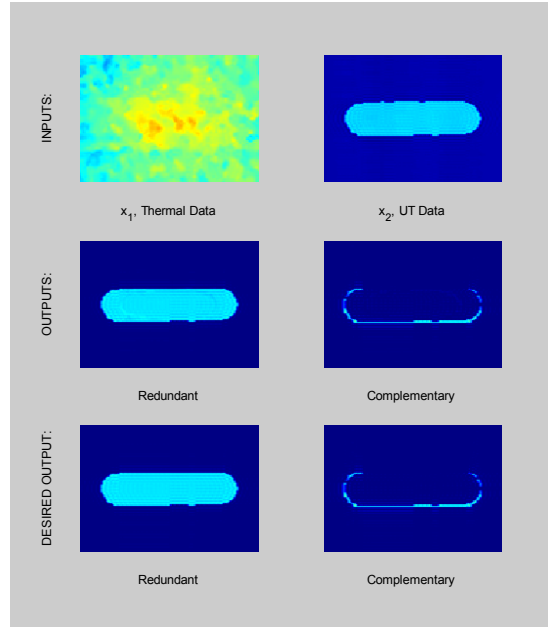 INPUTS:
x1, Thermal Data
x2, UT Data
OUTPUTS:
Redundant
Complementary
DESIRED OUTPUT:
Redundant
Complementary